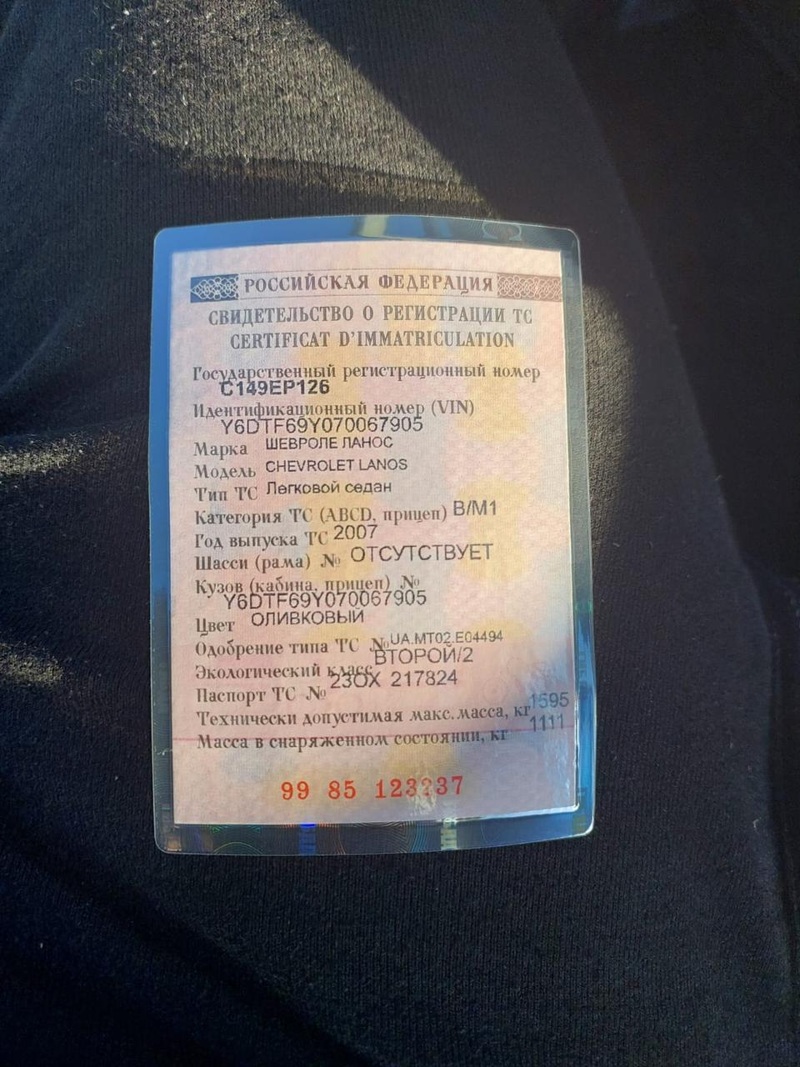 РОССИЙСКАЯ ФЕДЕРАЦИЯ
СВИДЕТЕЛЬСТВО О РЕГИСТРАЦИИ ТС
CERTIFICAT D'IMMATRICULATION
Государственный регистрационный номер
С149ЕР126
Идентификационный номер (VIN)
Y6DTF69Y070067905
Марка ШЕВРОЛЕ ЛАНОС
Модель CHEVROLET LANOS
Тип ТС Легковой седан
Категория ТС (ABCD, прицеп) B/M1
Год выпуска ТС 2007
Шасси (рама) № ОТСУТСТВУЕТ
Кузов (кабина, прицеп) №
Y6DTF69Y070067905
Цвет ОЛИВКОВЫЙ
Одобрение типа ТС № UA.MT02.E04494
Экологический класс ВТОРОЙ/2
Паспорт ТС № 23ОХ 217824
Технически допустимая макс. масса, кг 1595
Масса в снаряженном состоянии, кг 1111
99 85